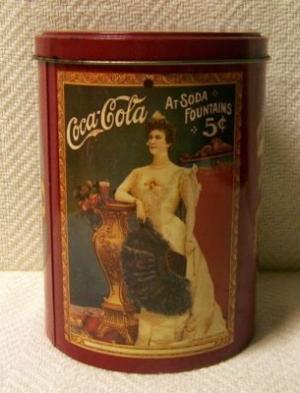 Coca-Cola
AT SODA
FOUNTAINS
5¢